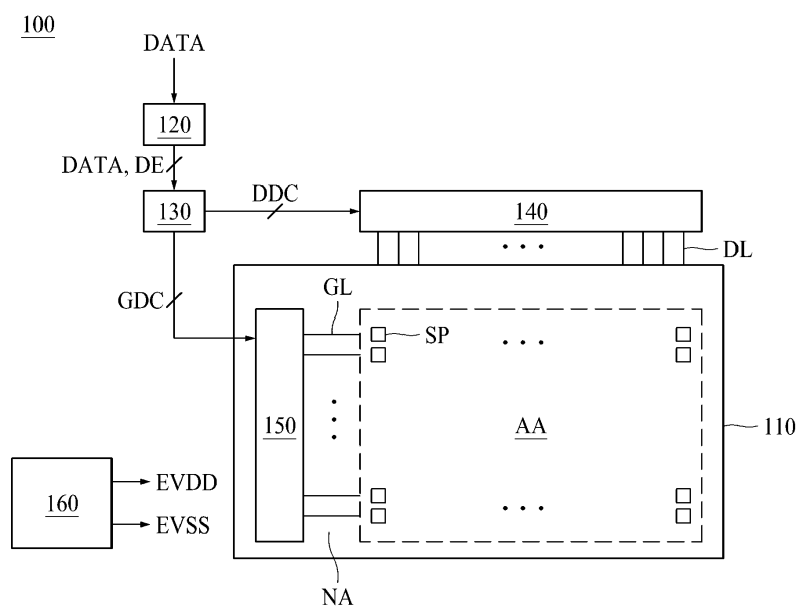 100
DATA
120
DATA, DE
130
DDC
140
DL
GDC
GL
SP
150
AA
110
160
EVDD
EVSS
NA